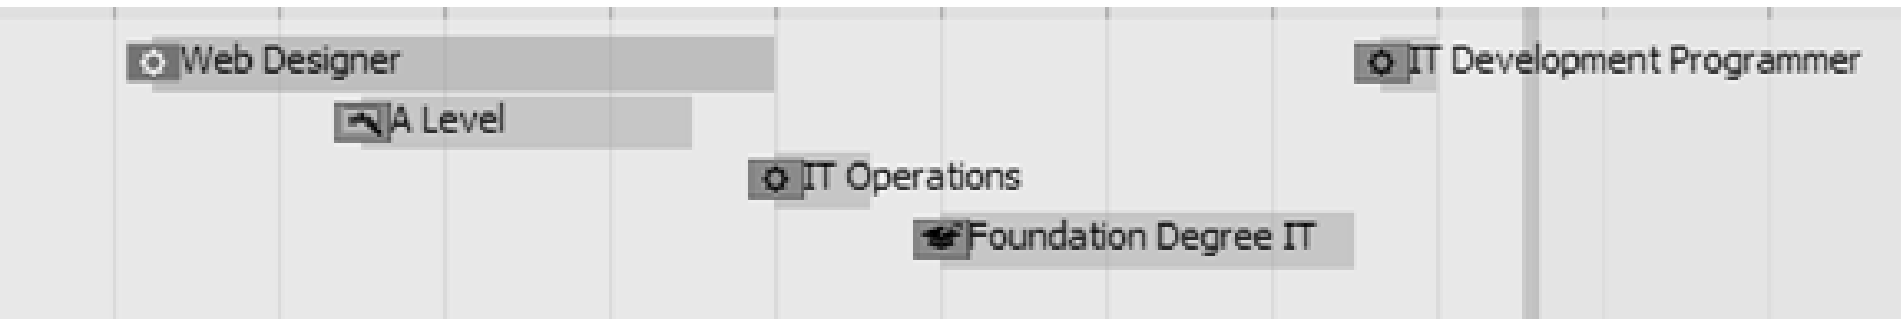 Web Designer
IT Development Programmer
A Level
IT Operations
Foundation Degree IT